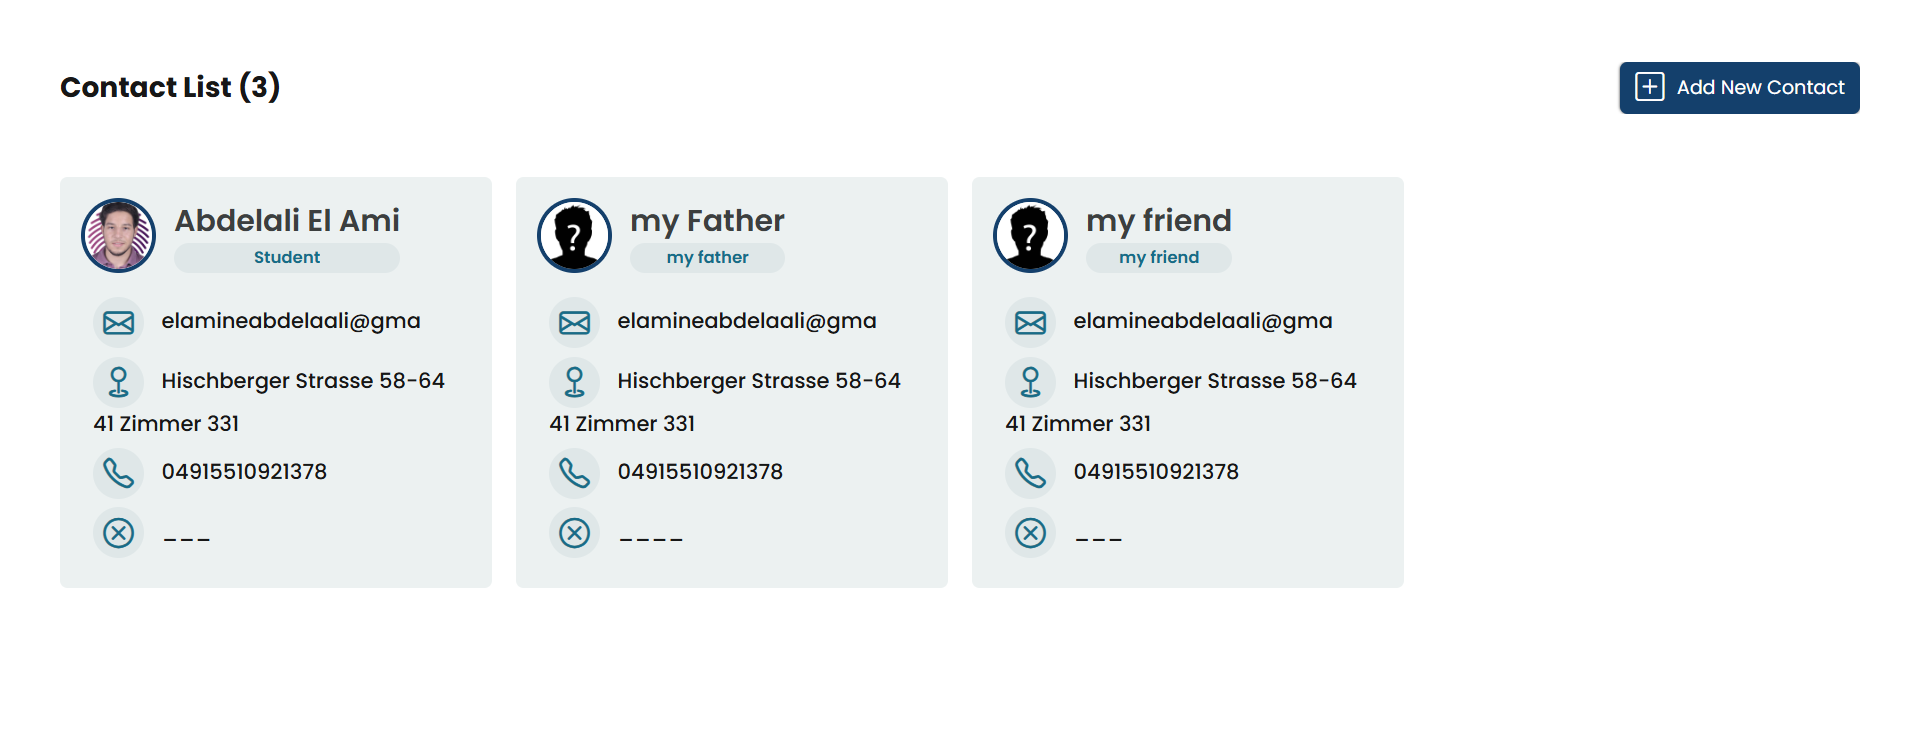 Contact List (3)
Add New Contact
Abdelali El Ami
Student
elamineabdelaali@gma
Hischberger Strasse 58-64
41 Zimmer 331
04915510921378
---
my Father
my father
elamineabdelaali@gma
Hischberger Strasse 58-64
41 Zimmer 331
04915510921378
----
my friend
my friend
elamineabdelaali@gma
Hischberger Strasse 58-64
41 Zimmer 331
04915510921378
---